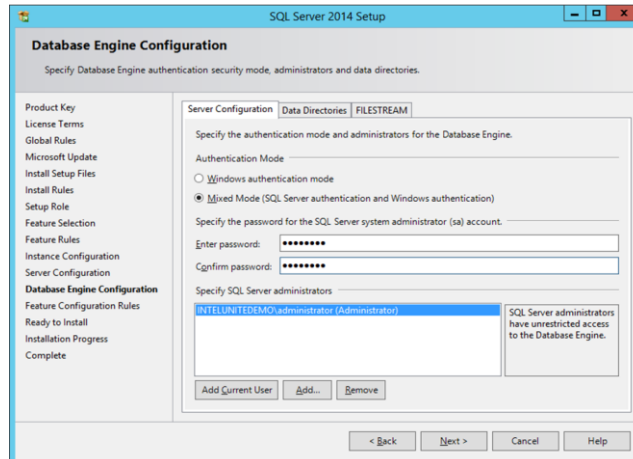 SQL Server 2014 Setup
Database Engine Configuration
Specify Database Engine authentication security mode, administrators and data directories.
Product Key
License Terms
Global Rules
Microsoft Update
Install Setup Files
Install Rules
Setup Role
Feature Selection
Feature Rules
Instance Configuration
Server Configuration
Database Engine Configuration
Feature Configuration Rules
Ready to Install
Installation Progress
Complete
Server Configuration Data Directories FILESTREAM
Specify the authentication mode and administrators for the Database Engine.
Authentication Mode
Windows authentication mode
Mixed Mode (SQL Server authentication and Windows authentication)
Specify the password for the SQL Server system administrator (sa) account.
Enter password: ●●●●●●●●
Confirm password: ●●●●●●●●
Specify SQL Server administrators
INTELUNITEDEMO\administrator (Administrator)
SQL Server administrators
have unrestricted access
to the Database Engine.
Add Current User Add... Remove
< Back Next > Cancel Help